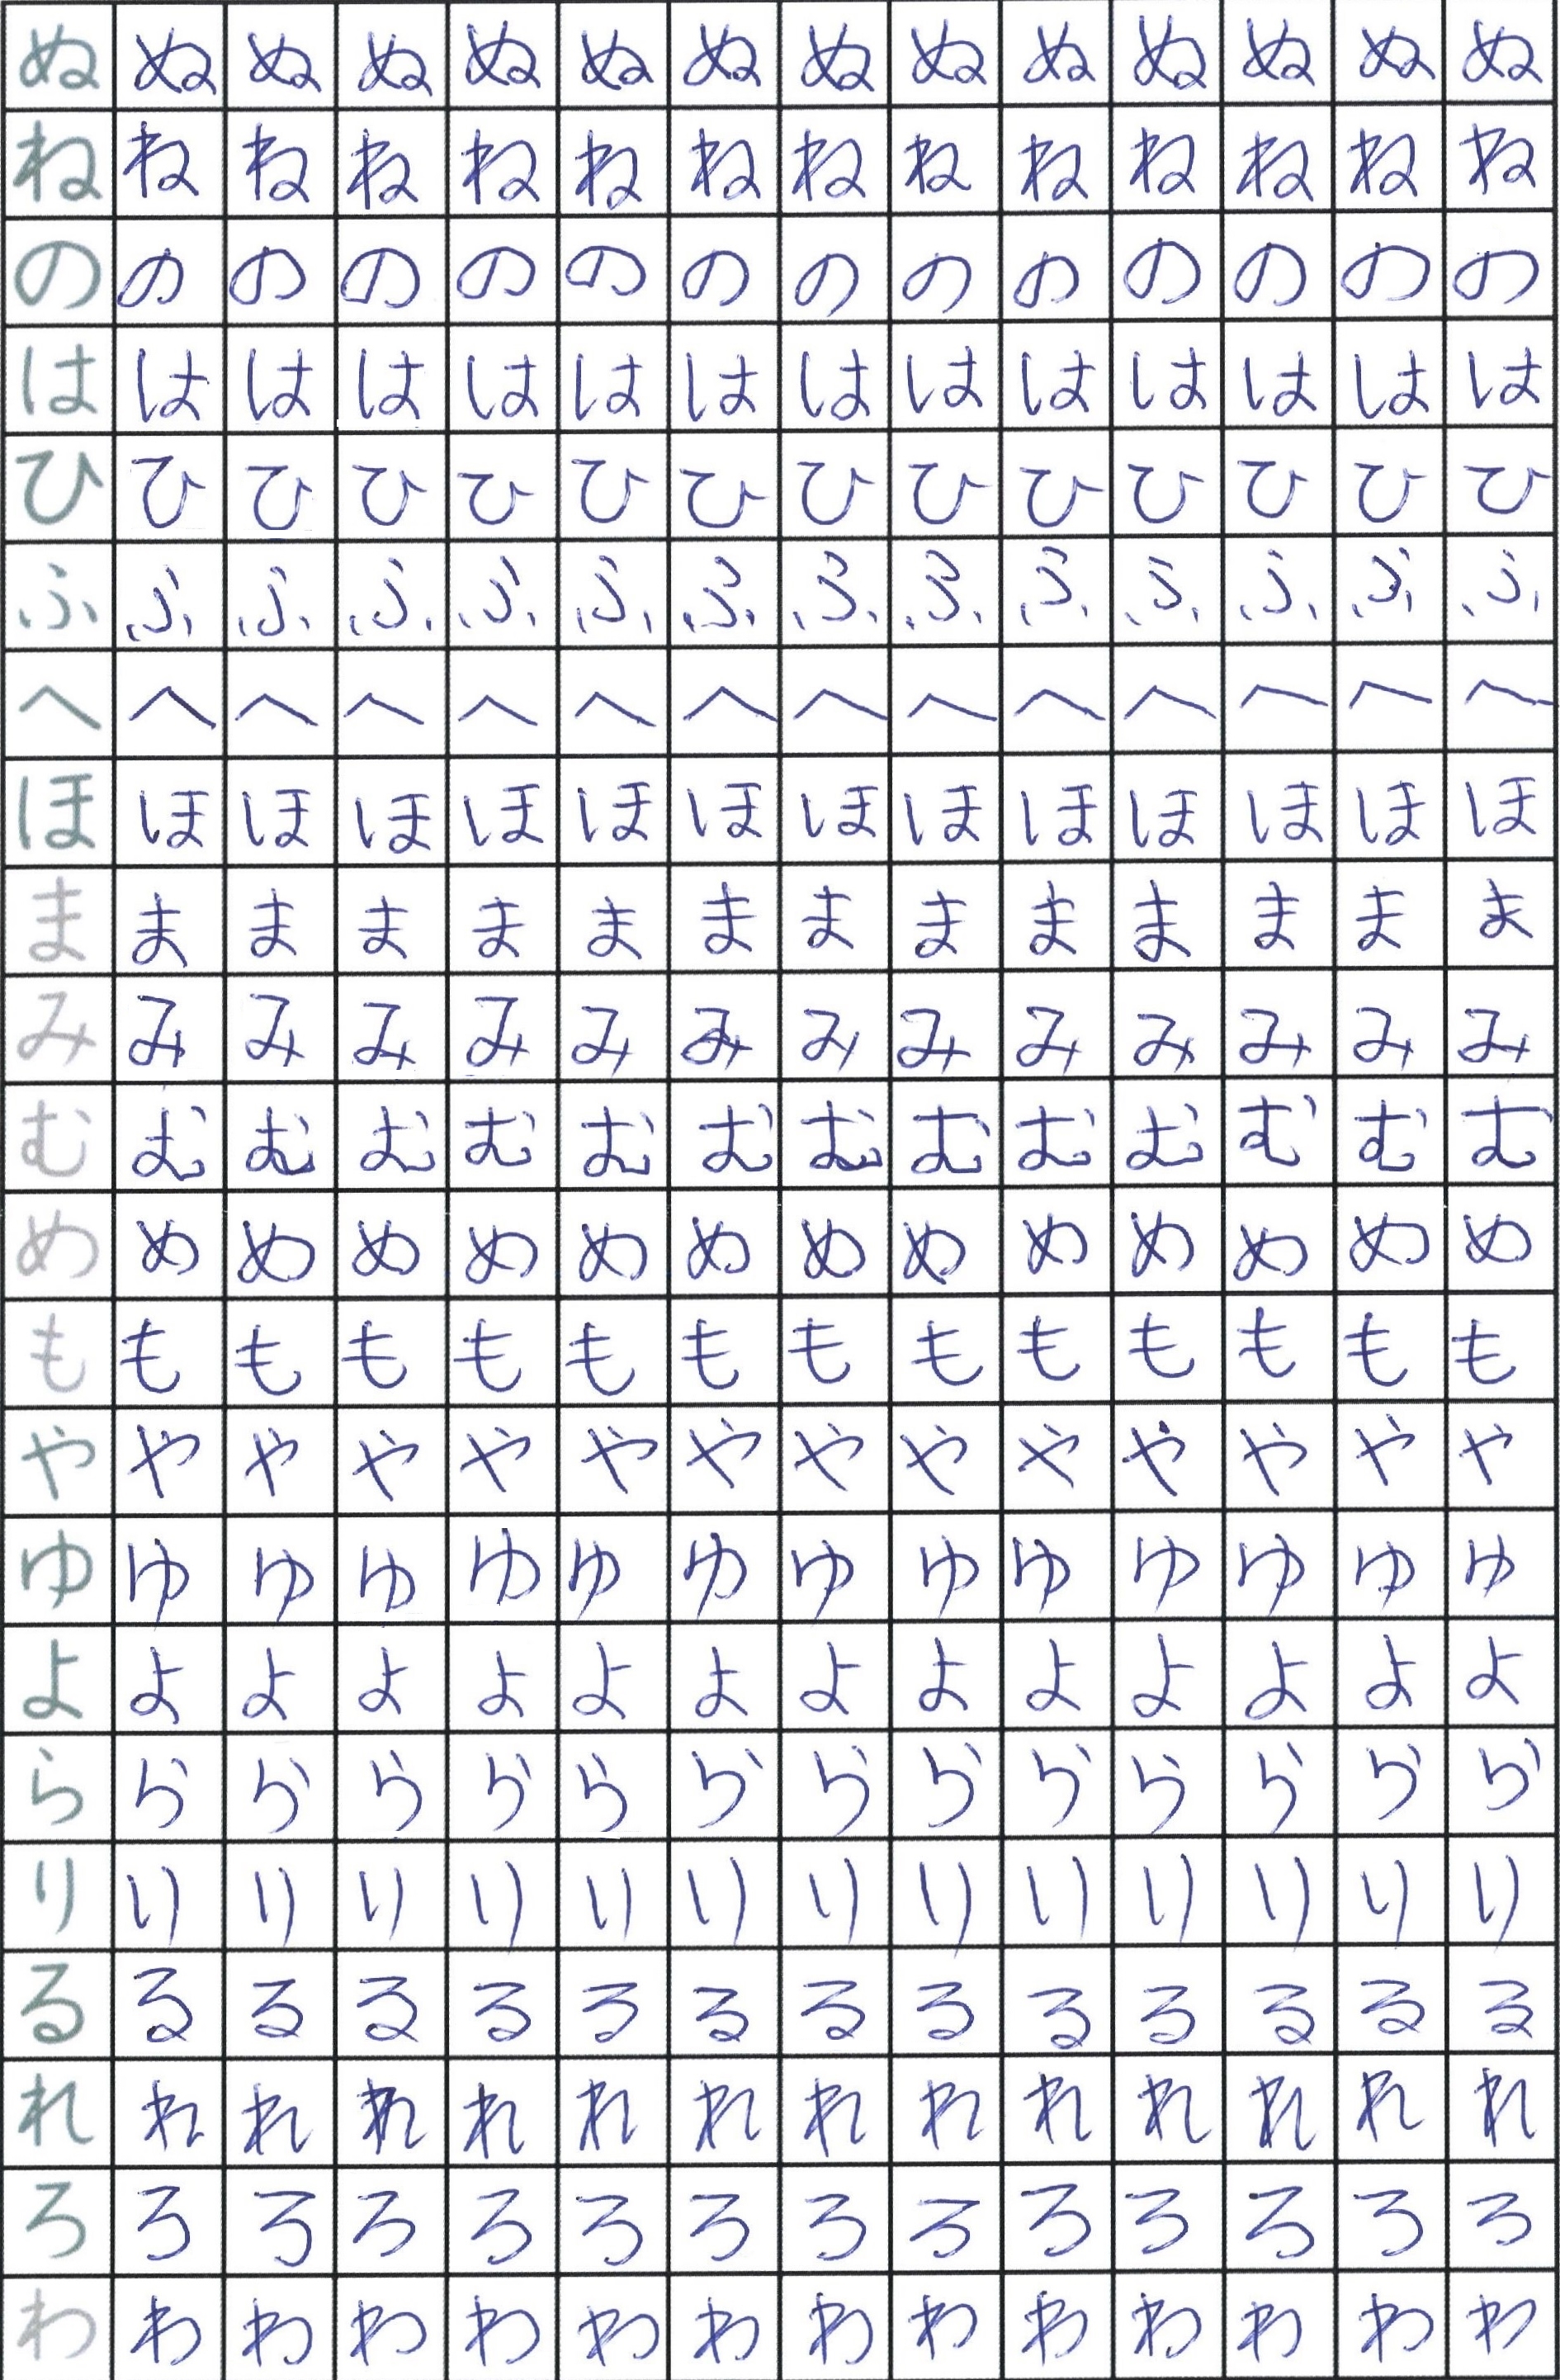 ぬ ぬ ぬ ぬ ぬ ぬ ぬ ぬ ぬ ぬ ぬ ぬ ぬ ぬ
ね ね ね ね ね ね ね ね ね ね ね ね ね ね
の の の の の の の の の の の の の の
は は は は は は は は は は は は は は
ひ ひ ひ ひ ひ ひ ひ ひ ひ ひ ひ ひ ひ ひ
ふ ふ ふ ふ ふ ふ ふ ふ ふ ふ ふ ふ ふ ふ
へ へ へ へ へ へ へ へ へ へ へ へ へ へ
ほ ほ ほ ほ ほ ほ ほ ほ ほ ほ ほ ほ ほ ほ
ま ま ま ま ま ま ま ま ま ま ま ま ま ま
み み み み み み み み み み み み み み
む む む む む む む む む む む む む む
め め め め め め め め め め め め め め
も も も も も も も も も も も も も も
や や や や や や や や や や や や や や
ゆ ゆ ゆ ゆ ゆ ゆ ゆ ゆ ゆ ゆ ゆ ゆ ゆ ゆ
よ よ よ よ よ よ よ よ よ よ よ よ よ よ
ら ら ら ら ら ら ら ら ら ら ら ら ら ら
り り り り り り り り り り り り り り
る る る る る る る る る る る る る る
れ れ れ れ れ れ れ れ れ れ れ れ れ れ
ろ ろ ろ ろ ろ ろ ろ ろ ろ ろ ろ ろ ろ ろ
わ わ わ わ わ わ わ わ わ わ わ わ わ わ